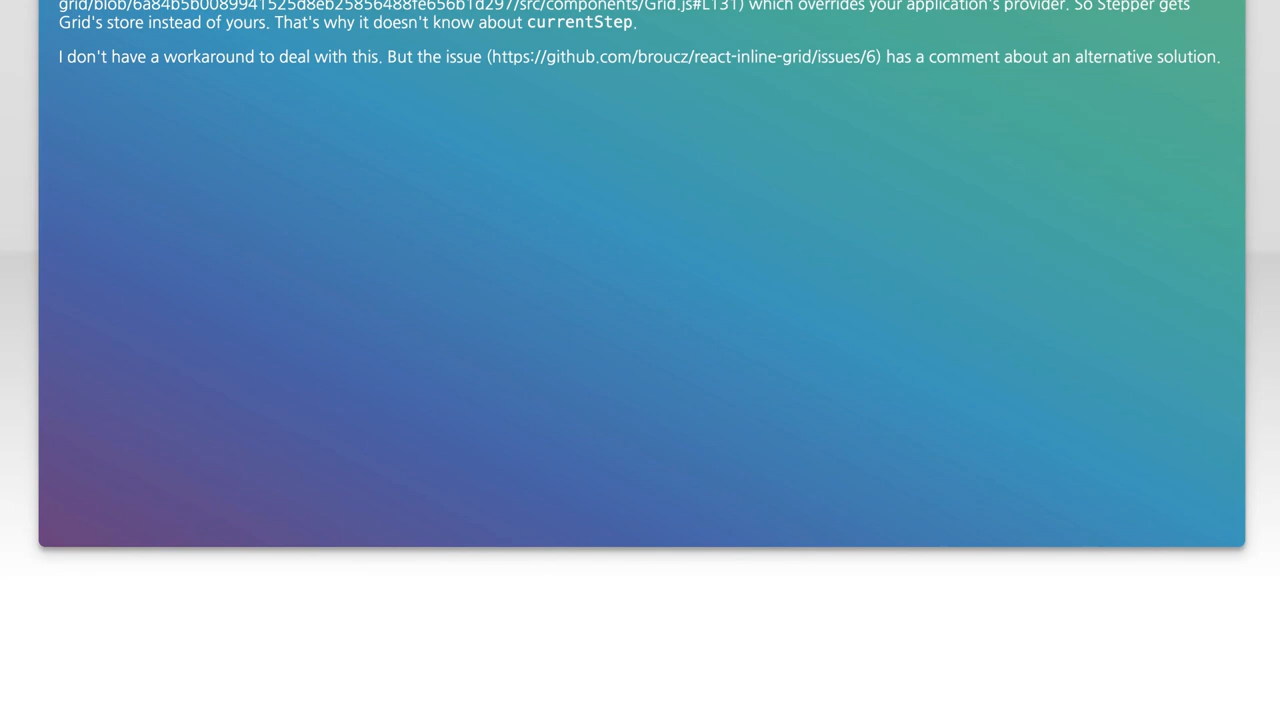 grid/blob/6a84b5b0089941525d8eb25856488fe656b1d297/src/components/Grid.js#L131) which overrides your application's provider. So Stepper gets
Grid's store instead of yours. That's why it doesn't know about currentStep.
I don't have a workaround to deal with this. But the issue (https://github.com/broucz/react-inline-grid/issues/6) has a comment about an alternative solution.